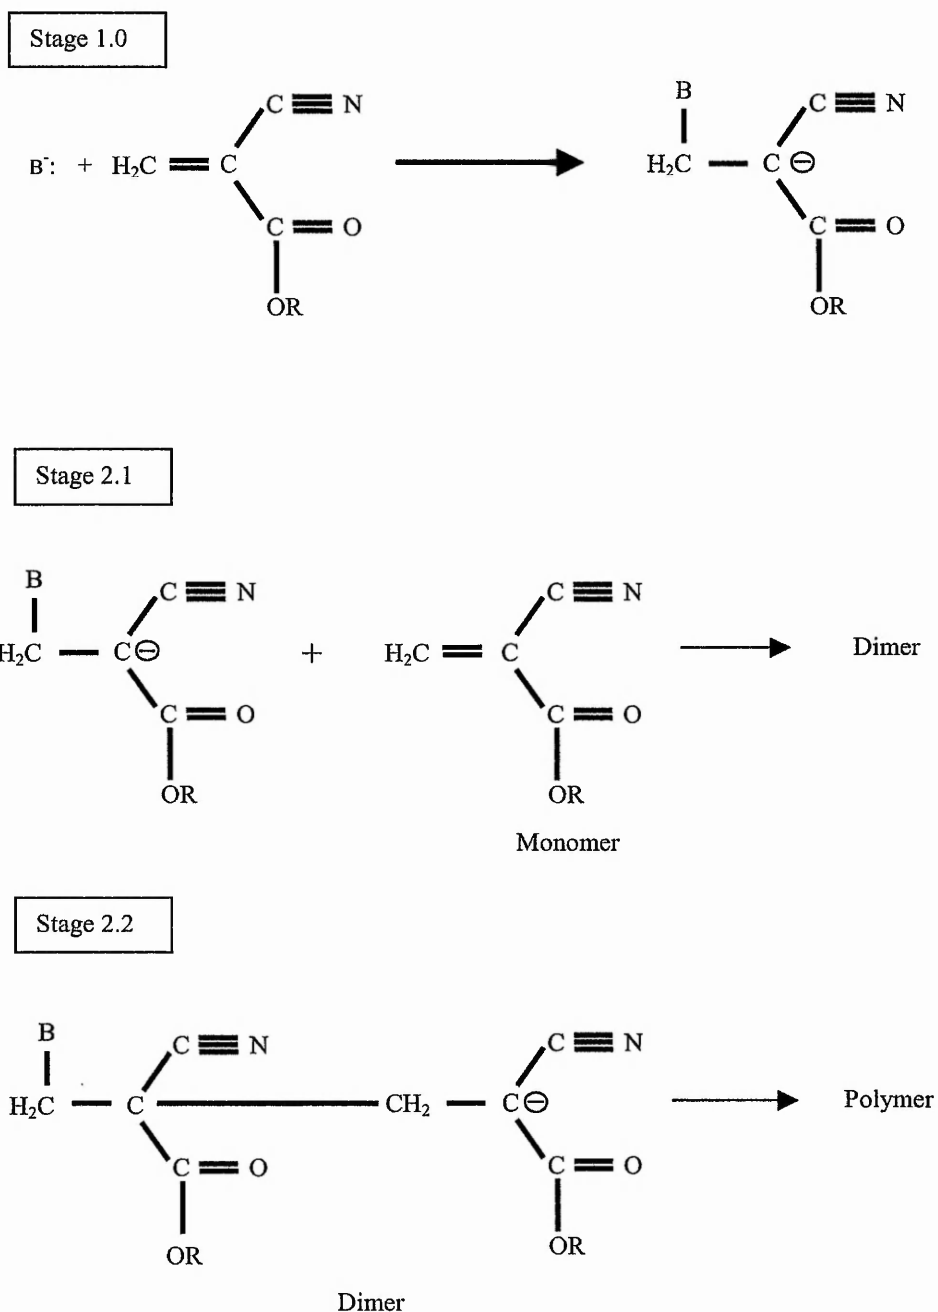 Stage 1.0
B C≡N
C≡N
B⁻: + H₂C=C H₂C—C⊖
C=O C=O
OR OR
Stage 2.1
B C≡N C≡N
H₂C—C⊖ + H₂C=C Dimer
C=O C=O
OR OR
Monomer
Stage 2.2
B C≡N C≡N
H₂C—C—CH₂—C⊖ Polymer
C=O C=O
OR OR
Dimer